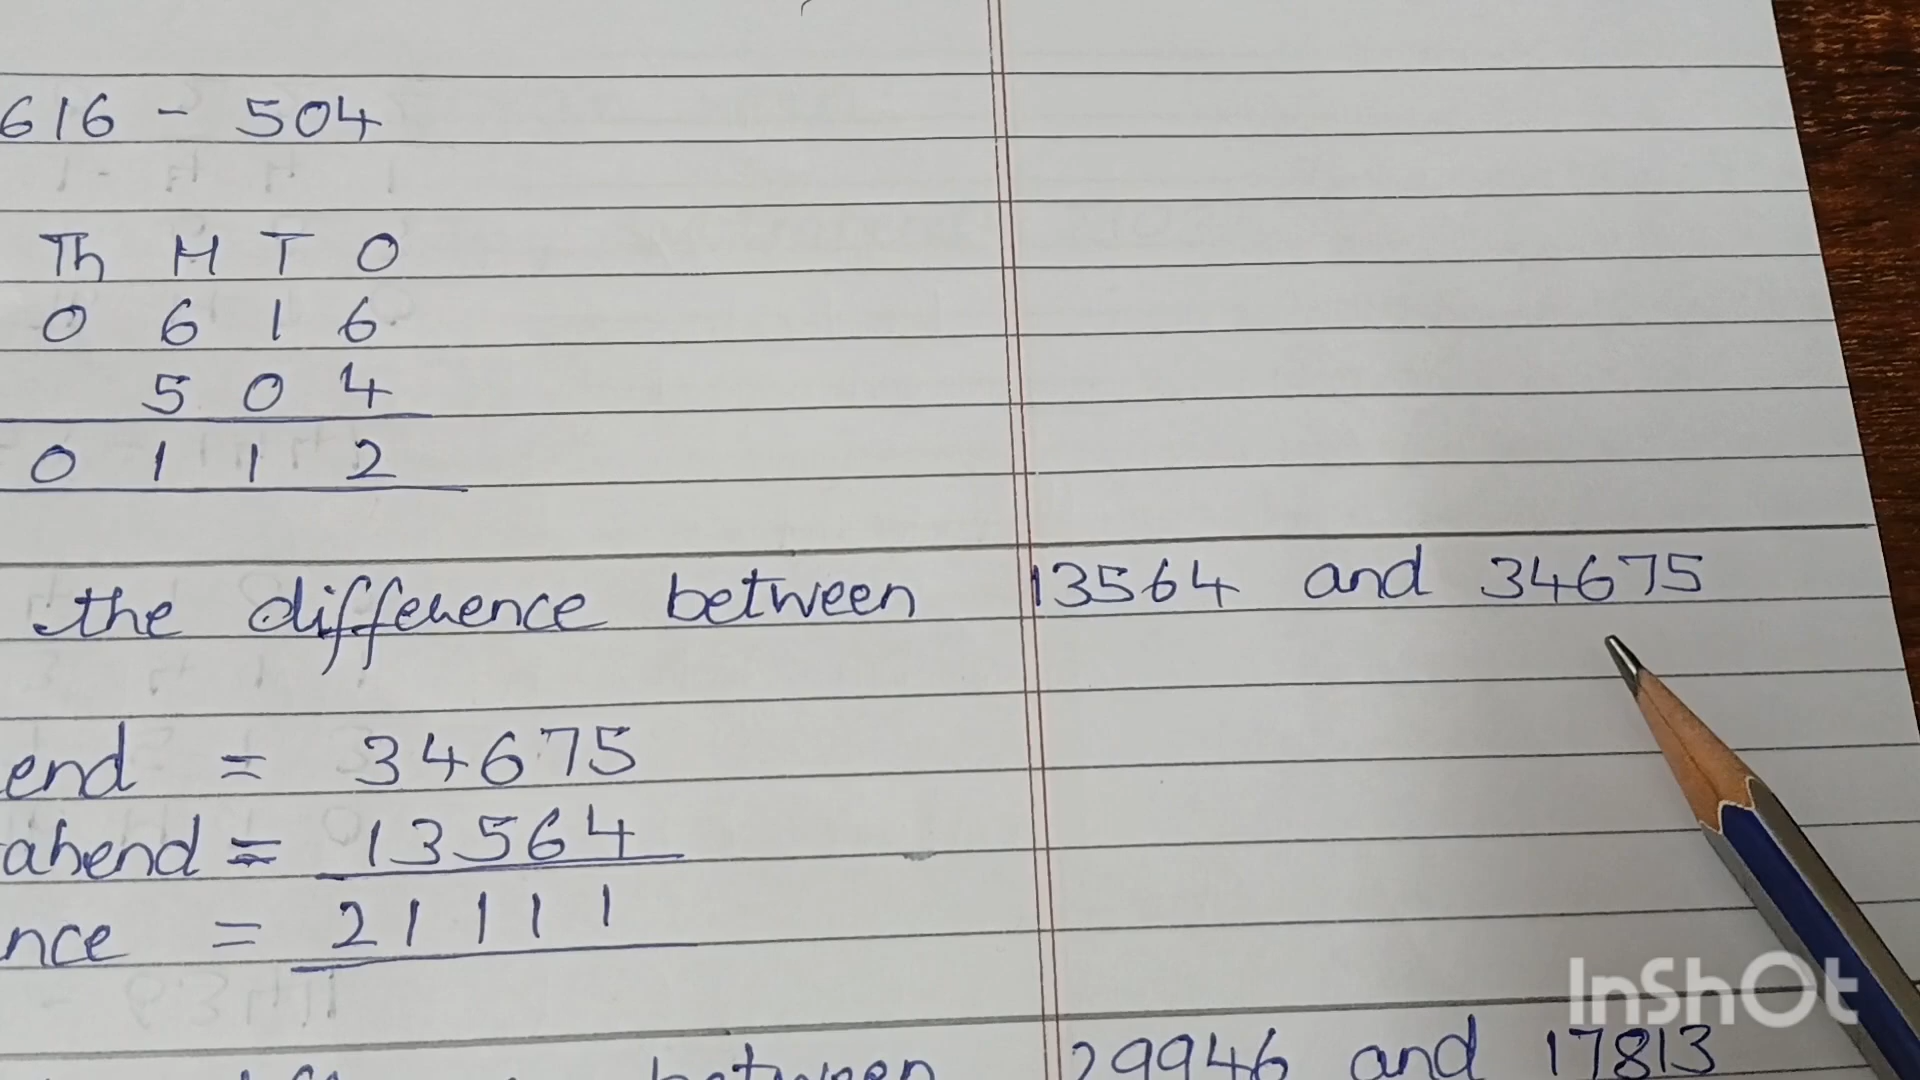 616 - 504
Th H T O
0 6 1 6
5 0 4
0 1 1 2
the difference between 13564 and 34675
end = 34675
ahend = 13564
nce = 21111
InShOt
between 29946 and 17813